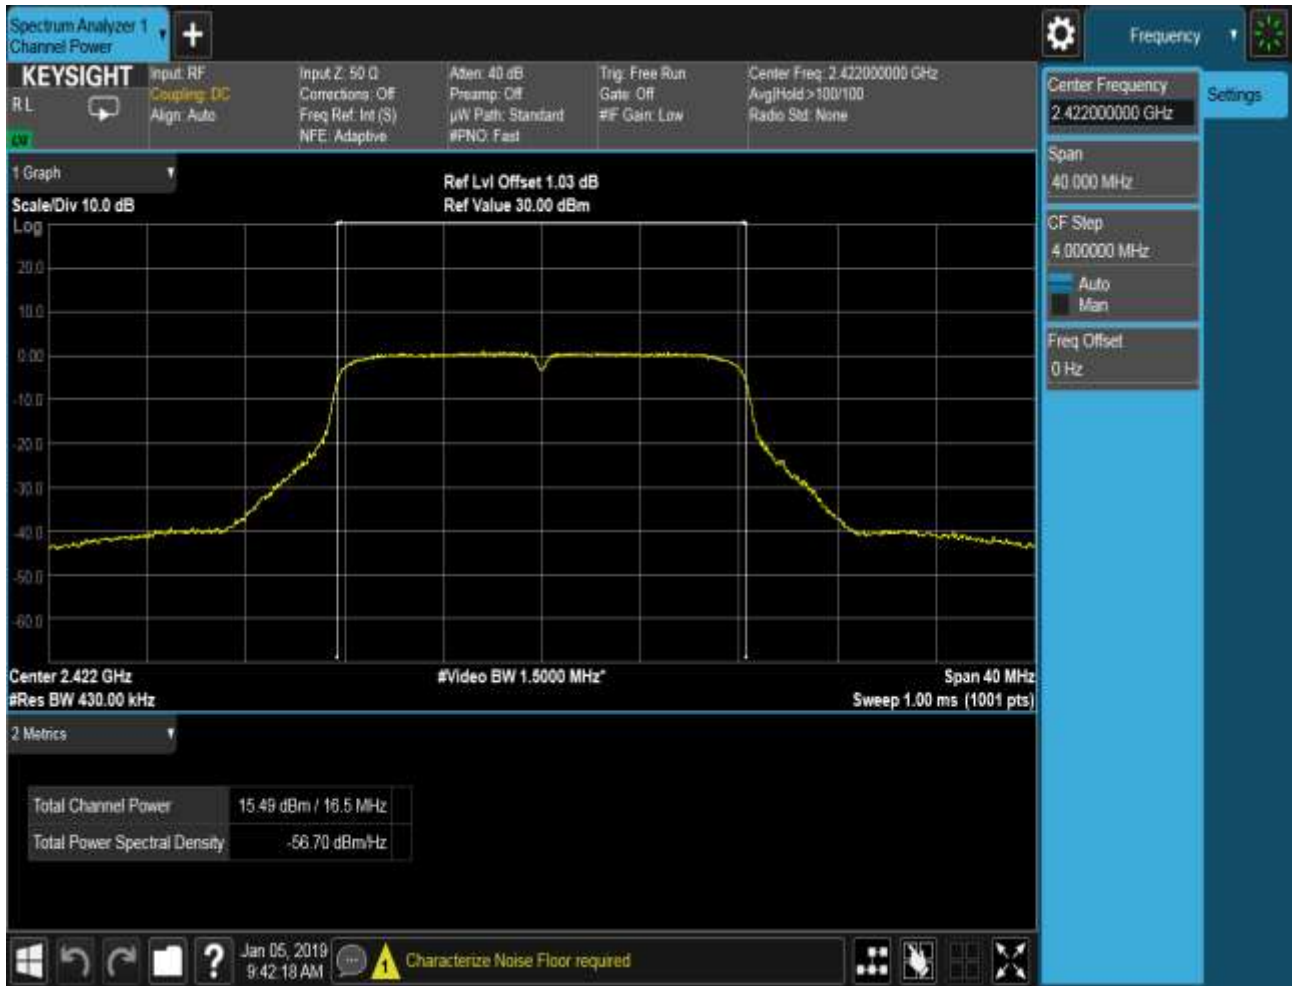 Spectrum Analyzer 1
Channel Power
+
Frequency
KEYSIGHT
R L
Input: RF
Coupling: DC
Align: Auto
Input Z: 50 Ω
Corrections: Off
Freq Ref: Int (S)
NFE: Adaptive
Atten: 40 dB
Preamp: Off
µW Path: Standard
#PNO: Fast
Trig: Free Run
Gate: Off
#IF Gain: Low
Center Freq: 2.422000000 GHz
Avg|Hold:>100/100
Radio Std: None
Center Frequency
2.422000000 GHz
Settings
Span
40.000 MHz
CF Step
4.000000 MHz
Auto
Man
Freq Offset
0 Hz
1 Graph
Scale/Div 10.0 dB
Ref Lvl Offset 1.03 dB
Ref Value 30.00 dBm
Log
20.0
10.0
0.00
-10.0
-20.0
-30.0
-40.0
-50.0
-60.0
Center 2.422 GHz
#Video BW 1.5000 MHz*
Span 40 MHz
#Res BW 430.00 kHz
Sweep 1.00 ms (1001 pts)
2 Metrics
Total Channel Power
15.49 dBm / 16.5 MHz
Total Power Spectral Density
-56.70 dBm/Hz
?
Jan 05, 2019
9:42:18 AM
1
Characterize Noise Floor required